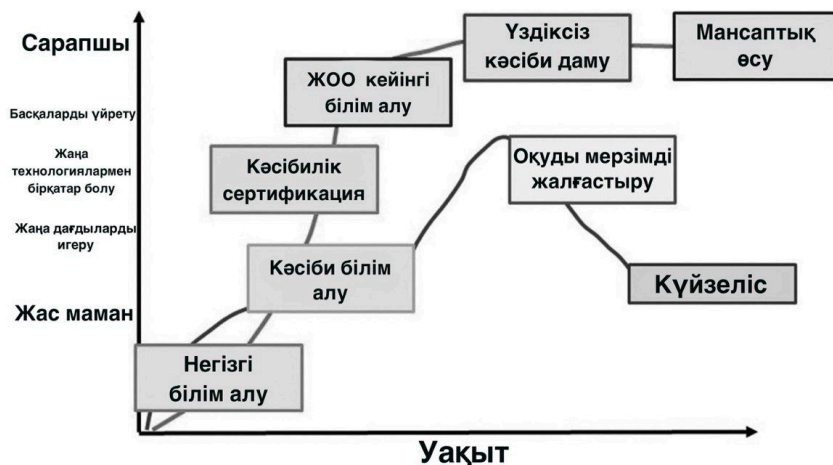 Сарапшы
Басқаларды үйрету
Жаңа
технологиялармен
бірқатар болу
Жаңа дағдыларды
игеру
Жас маман
Үздіксіз
кәсіби даму
Мансаптық
өсу
ЖОО кейінгі
білім алу
Кәсібилік
сертификация
Оқуды мерзімді
жалғастыру
Кәсіби білім
алу
Күйзеліс
Негізгі
білім алу
Уақыт